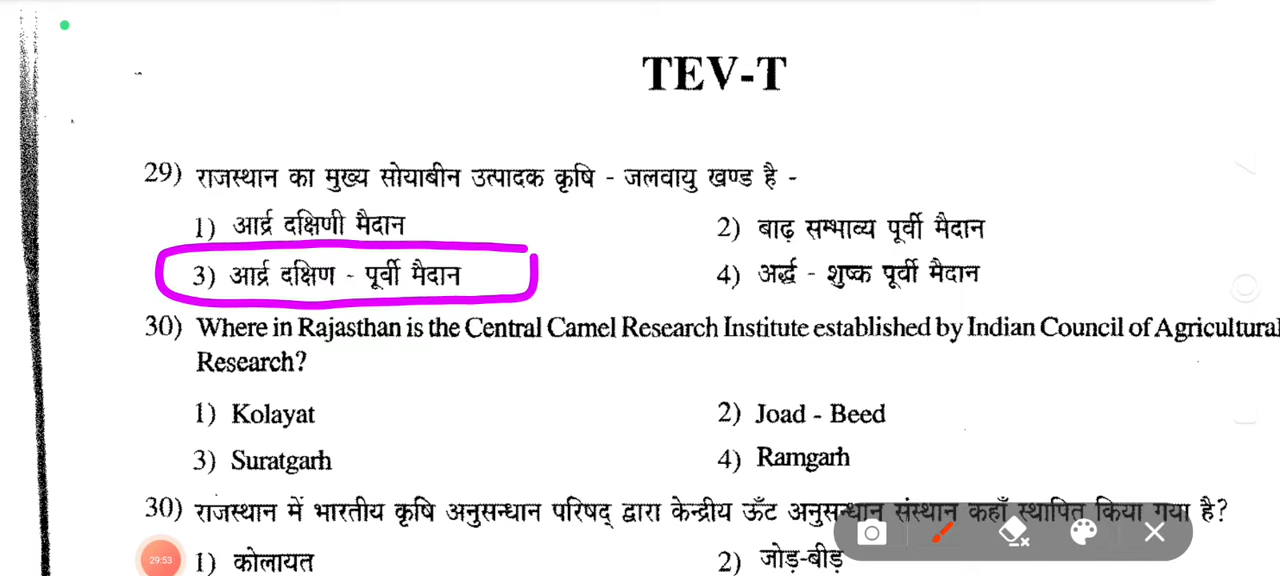 TEV-T
29) राजस्थान का मुख्य सोयाबीन उत्पादक कृषि - जलवायु खण्ड है -
1) आर्द्र दक्षिणी मैदान 2) बाढ़ सम्भाव्य पूर्वी मैदान
3) आर्द्र दक्षिण - पूर्वी मैदान 4) अर्द्ध - शुष्क पूर्वी मैदान
30) Where in Rajasthan is the Central Camel Research Institute established by Indian Council of Agricultural
Research?
1) Kolayat 2) Joad - Beed
3) Suratgarh 4) Ramgarh
30) राजस्थान में भारतीय कृषि अनुसन्धान परिषद् द्वारा केन्द्रीय ऊँट अनुसन्धान संस्थान कहाँ स्थापित किया गया है?
29:53
1) कोलायत 2) जोड़-बीड़